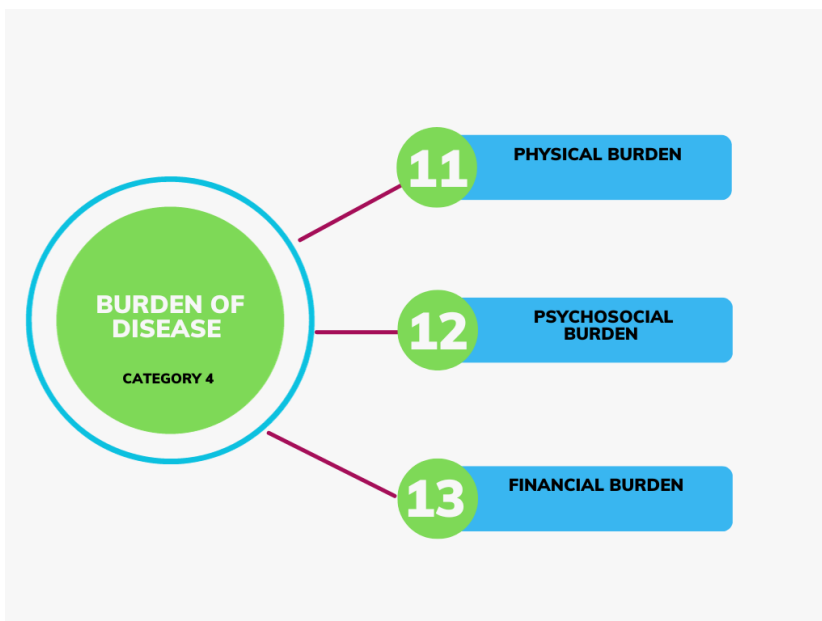 BURDEN OF
DISEASE
CATEGORY 4
11
PHYSICAL BURDEN
12
PSYCHOSOCIAL
BURDEN
13
FINANCIAL BURDEN